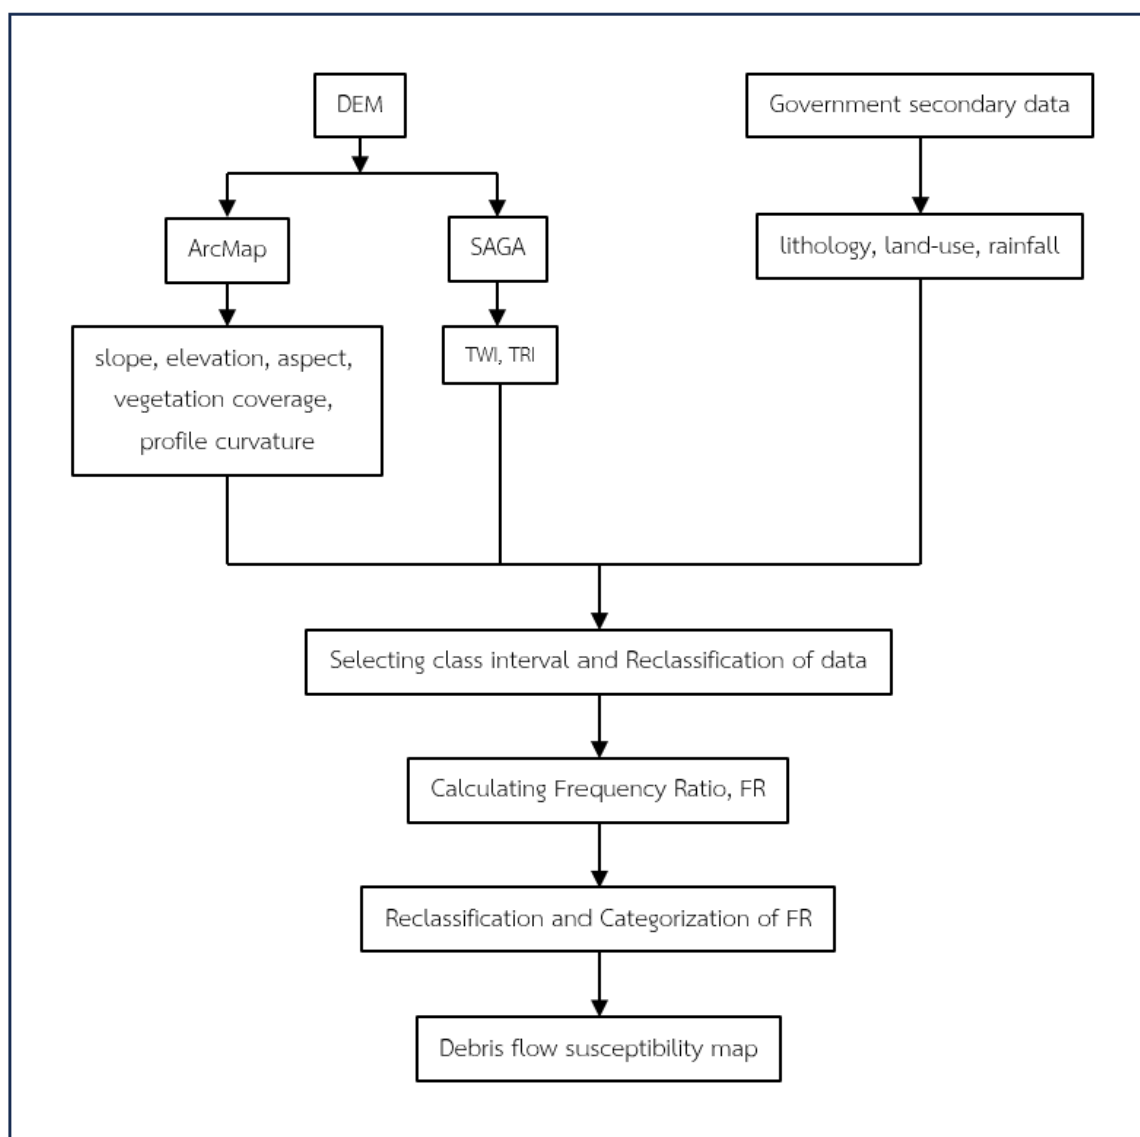 DEM
Government secondary data
ArcMap
SAGA
lithology, land-use, rainfall
slope, elevation, aspect,
vegetation coverage,
profile curvature
TWI, TRI
Selecting class interval and Reclassification of data
Calculating Frequency Ratio, FR
Reclassification and Categorization of FR
Debris flow susceptibility map